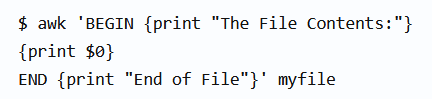 $ awk 'BEGIN {print "The File Contents:"}
{print $0}
END {print "End of File"}' myfile